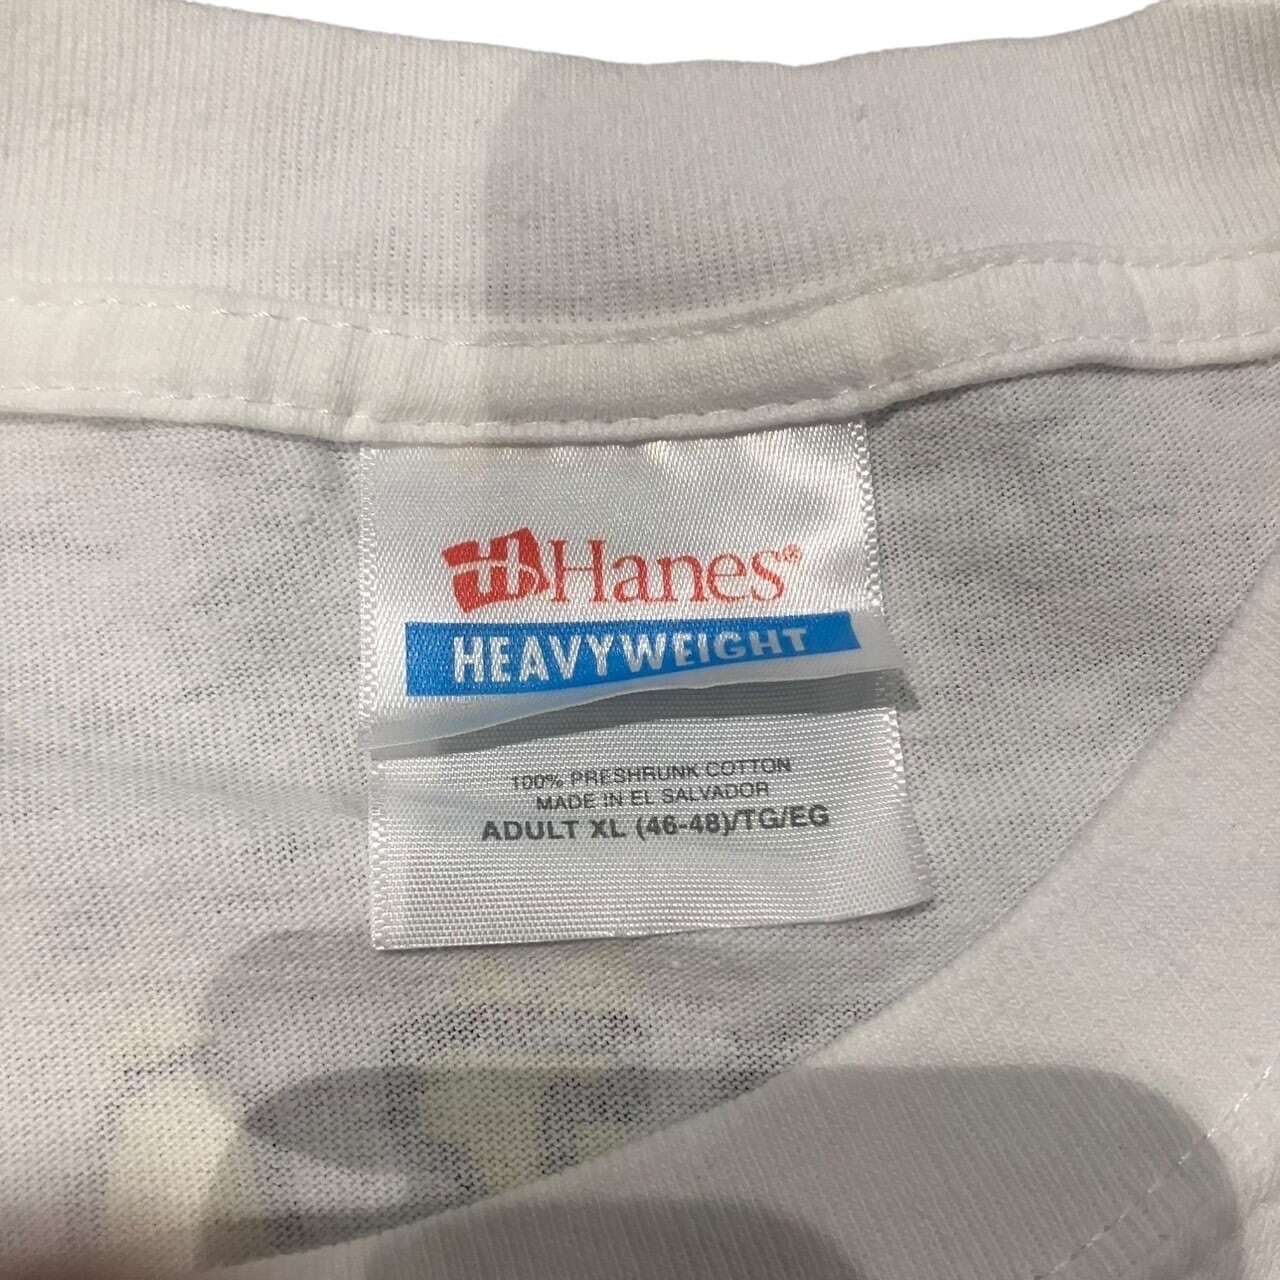 Hanes®
HEAVYWEIGHT
100% PRESHRUNK COTTON
MADE IN EL SALVADOR
ADULT XL (46-48)/TG/EG